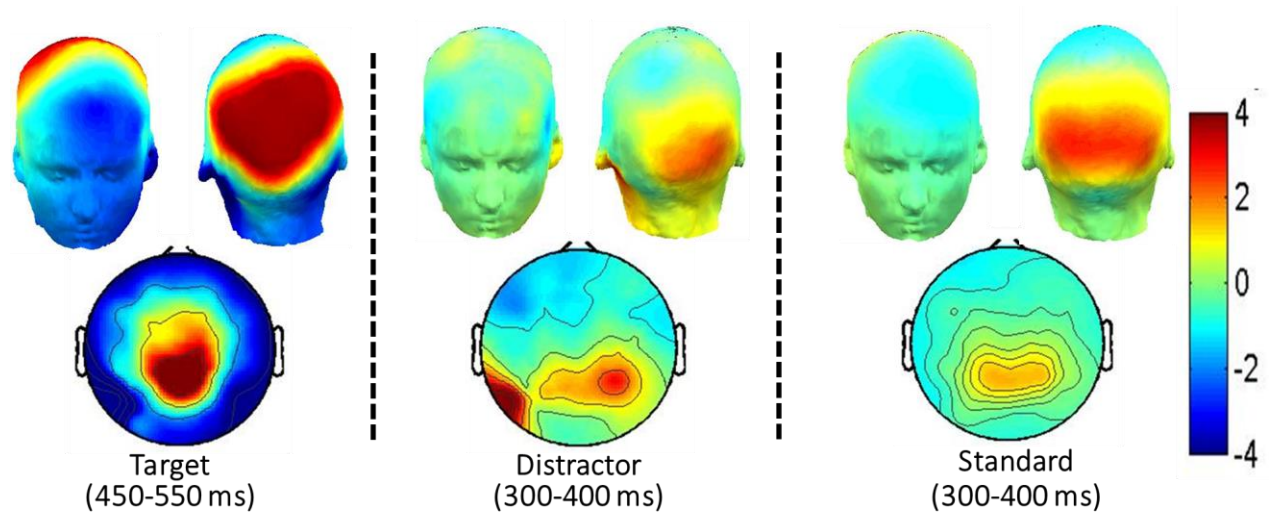 4
2
0
-2
-4
Target
(450-550 ms)
Distractor
(300-400 ms)
Standard
(300-400 ms)